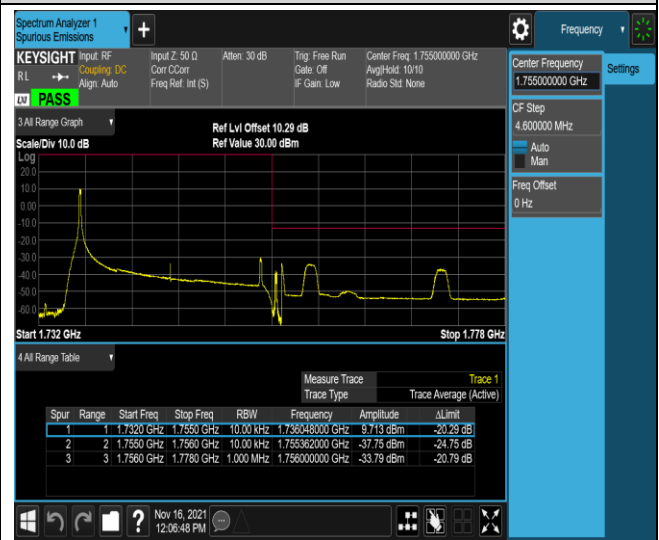 Spectrum Analyzer 1
Spurious Emissions
Frequency
KEYSIGHT
Input: RF
Input Z: 50 Ω
Atten: 30 dB
Trig: Free Run
Center Freq: 1.755000000 GHz
RL
Coupling: DC
Corr CCorr
Gate: Off
Avg|Hold: 10/10
Align: Auto
Freq Ref: Int (S)
IF Gain: Low
Radio Std: None
LXI
PASS
3 All Range Graph
Ref Lvl Offset 10.29 dB
Scale/Div 10.0 dB
Ref Value 30.00 dBm
Log
20.0
10.0
0.00
-10.0
-20.0
-30.0
-40.0
-50.0
-60.0
Start 1.732 GHz
Stop 1.778 GHz
4 All Range Table
Measure Trace Trace 1
Trace Type Trace Average (Active)
Spur Range Start Freq Stop Freq RBW Frequency Amplitude ΔLimit
1 1 1.7320 GHz 1.7550 GHz 10.00 kHz 1.736048000 GHz 9.713 dBm -20.29 dB
2 2 1.7550 GHz 1.7560 GHz 10.00 kHz 1.755362000 GHz -37.75 dBm -24.75 dB
3 3 1.7560 GHz 1.7780 GHz 1.000 MHz 1.756000000 GHz -33.79 dBm -20.79 dB
Center Frequency
1.755000000 GHz
Settings
CF Step
4.600000 MHz
Auto
Man
Freq Offset
0 Hz
Nov 16, 2021
12:06:48 PM